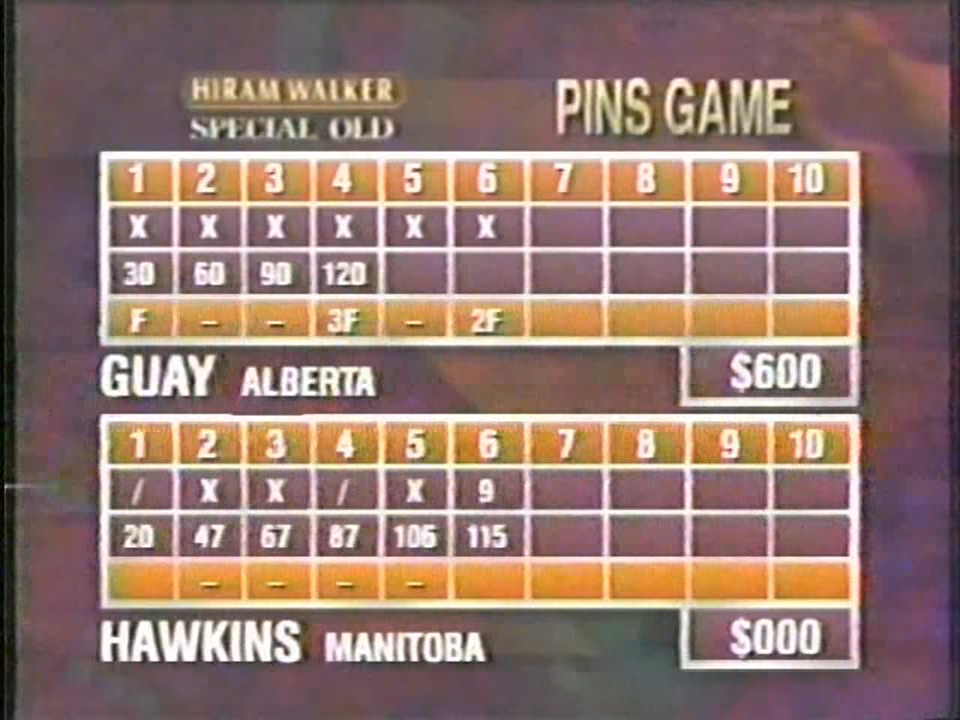 HIRAM WALKER
SPECIAL OLD
PINS GAME
1 2 3 4 5 6 7 8 9 10
X X X X X X
30 60 90 120
F – – 3F – 2F
GUAY ALBERTA $600
1 2 3 4 5 6 7 8 9 10
/ X X / X 9
20 47 67 87 106 115
– – – –
HAWKINS MANITOBA $000